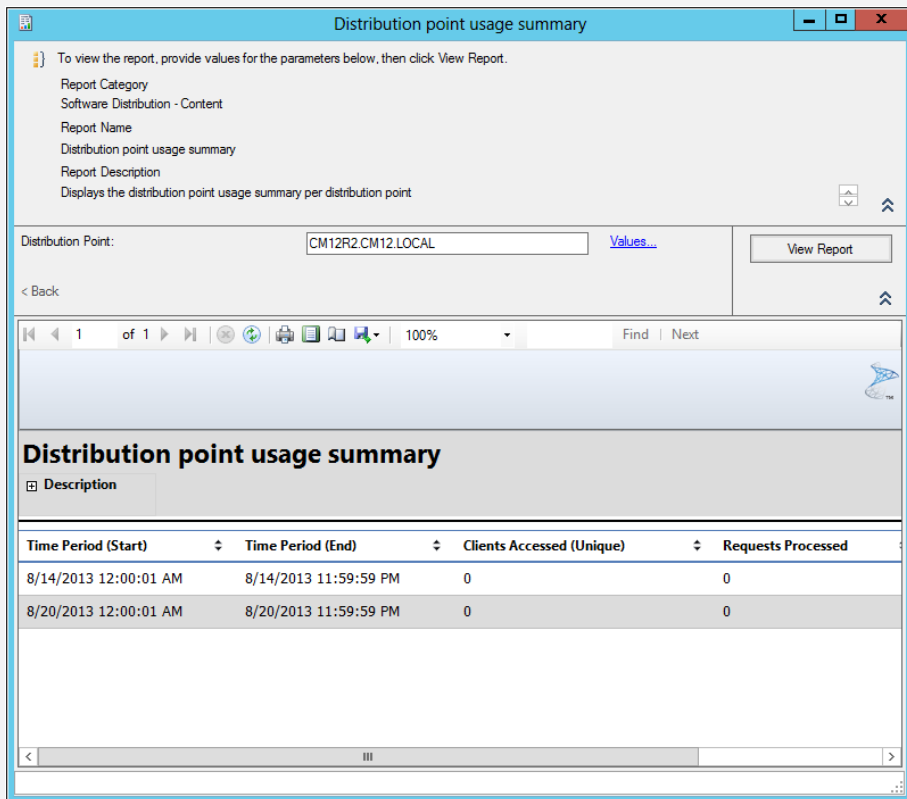 Distribution point usage summary
To view the report, provide values for the parameters below, then click View Report.
Report Category
Software Distribution - Content
Report Name
Distribution point usage summary
Report Description
Displays the distribution point usage summary per distribution point
Distribution Point: CM12R2.CM12.LOCAL Values... View Report
< Back
1 of 1 100% Find | Next
TM
Distribution point usage summary
Description
Time Period (Start) Time Period (End) Clients Accessed (Unique) Requests Processed
8/14/2013 12:00:01 AM 8/14/2013 11:59:59 PM 0 0
8/20/2013 12:00:01 AM 8/20/2013 11:59:59 PM 0 0